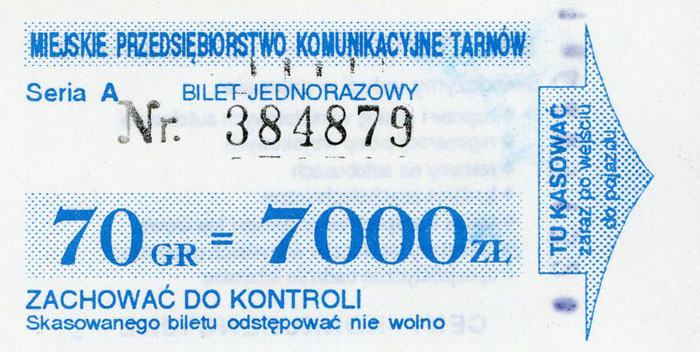 MIEJSKIE PRZEDSIĘBIORSTWO KOMUNIKACYJNE TARNÓW
Seria A BILET JEDNORAZOWY
Nr. 384879
70 GR = 7000 ZŁ
ZACHOWAĆ DO KONTROLI
Skasowanego biletu odstępować nie wolno
TU KASOWAĆ
zaraz po wejściu
do pojazdu